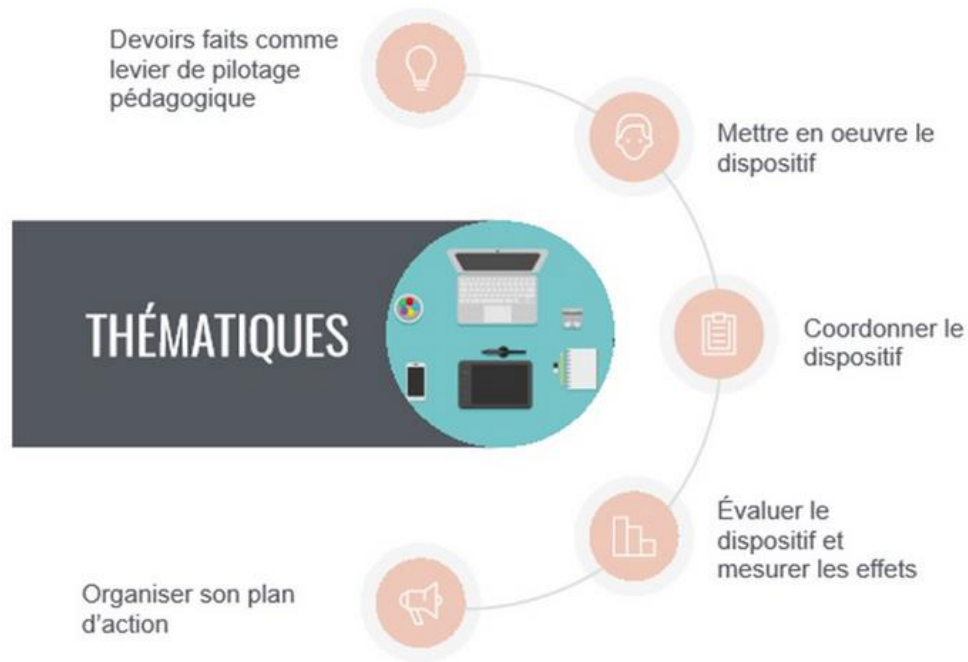 Devoirs faits comme
levier de pilotage
pédagogique
Mettre en oeuvre le
dispositif
THÉMATIQUES
Coordonner le
dispositif
Évaluer le
dispositif et
mesurer les effets
Organiser son plan
d'action